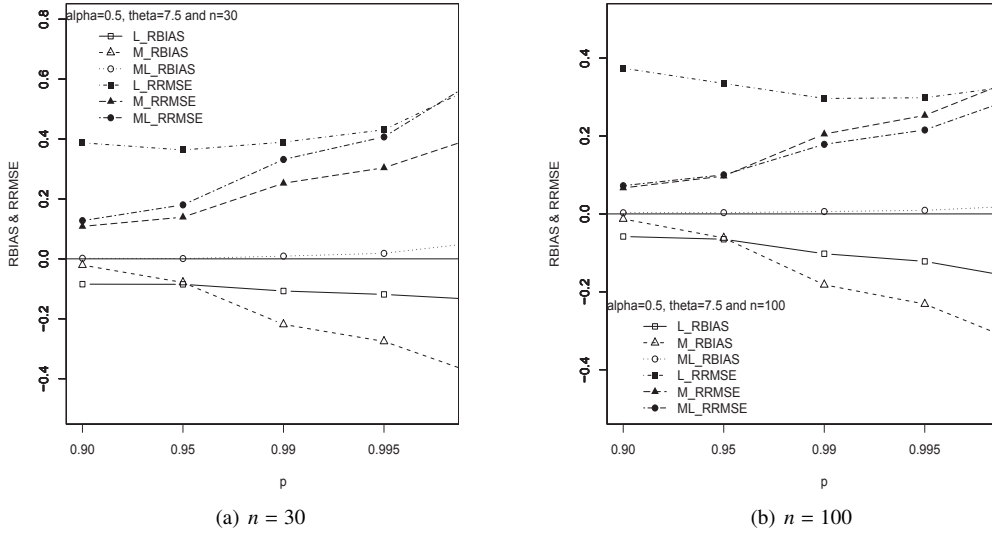 alpha=0.5, theta=7.5 and n=30
L_RBIAS
M_RBIAS
ML_RBIAS
L_RRMSE
M_RRMSE
ML_RRMSE
RBIAS & RRMSE
0.8
0.6
0.4
0.2
0.0
−0.2
−0.4
0.90
0.95
0.99
0.995
p
(a) n = 30
RBIAS & RRMSE
0.4
0.2
0.0
−0.2
−0.4
alpha=0.5, theta=7.5 and n=100
L_RBIAS
M_RBIAS
ML_RBIAS
L_RRMSE
M_RRMSE
ML_RRMSE
0.90
0.95
0.99
0.995
p
(b) n = 100